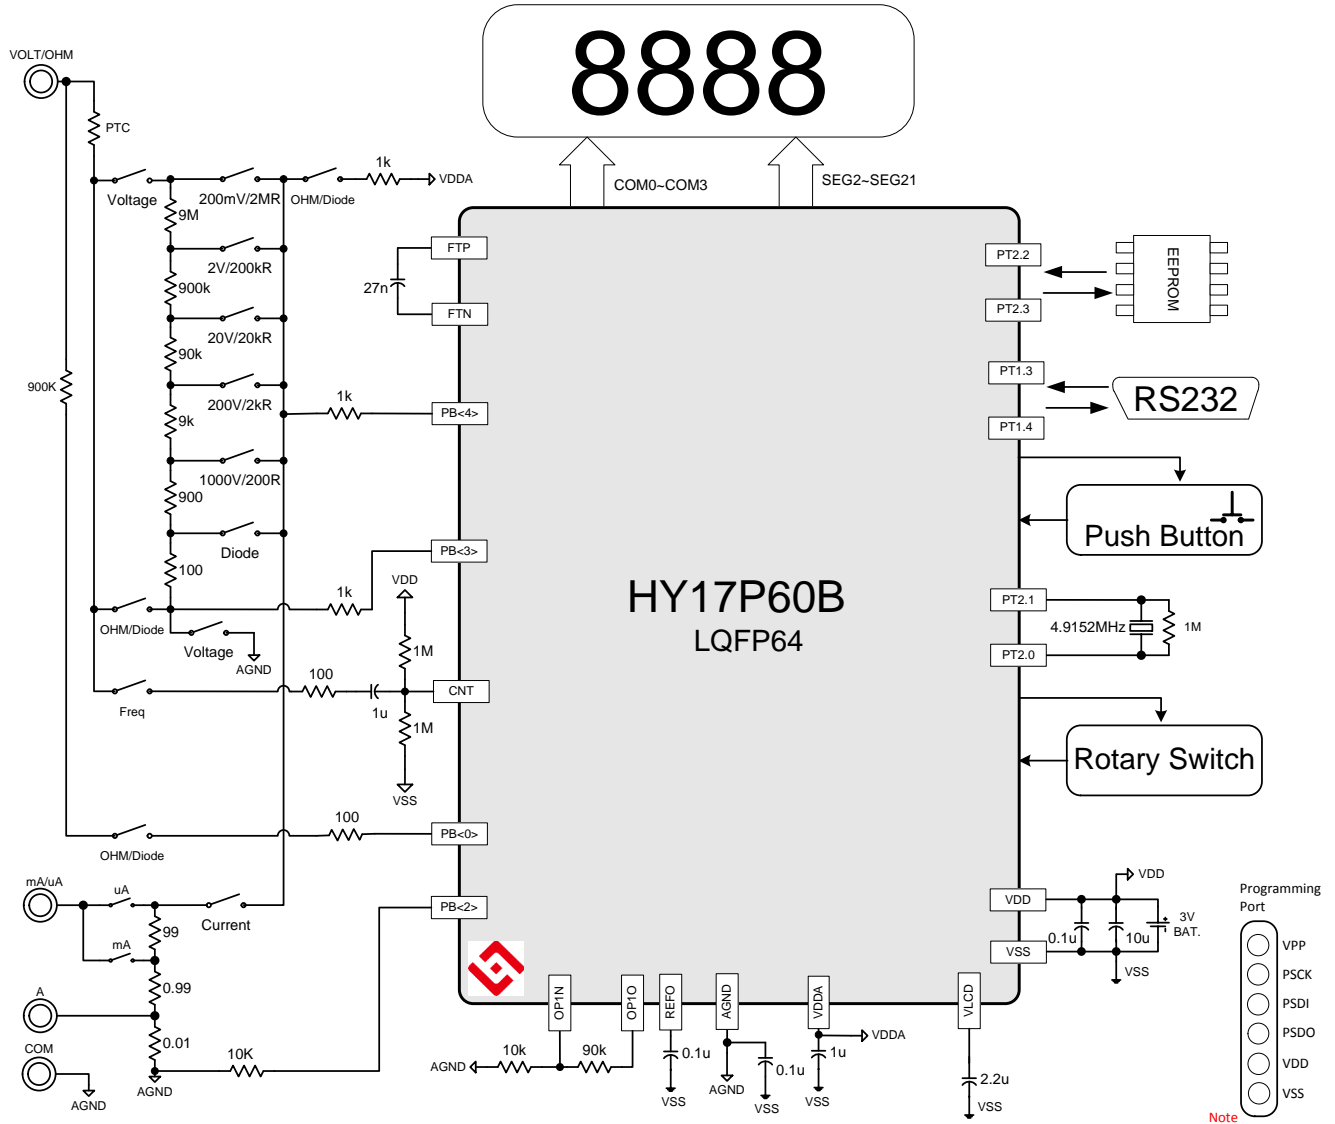 8888
VOLT/OHM
PTC
1k
VDDA
Voltage
200mV/2MR
OHM/Diode
COM0~COM3
SEG2~SEG21
9M
2V/200kR
900k
20V/20kR
90k
200V/2kR
9k
1000V/200R
900
Diode
100
900K
27n
FTP
FTN
1k
PB<4>
PB<3>
1k
VDD
OHM/Diode
Voltage
AGND
1M
100
CNT
Freq
1u
1M
VSS
100
PB<0>
OHM/Diode
mA/uA
uA
Current
PB<2>
99
mA
0.99
A
0.01
COM
10K
AGND
AGND
HY17P60B
LQFP64
PT2.2
PT2.3
EEPROM
PT1.3
PT1.4
RS232
Push Button
PT2.1
4.9152MHz
1M
PT2.0
Rotary Switch
VDD
VDD
0.1u
10u
3V
BAT.
VSS
VSS
OP1N
OP1O
REFO
AGND
VDDA
VLCD
AGND
10k
90k
0.1u
VSS
AGND
0.1u
VSS
VDDA
1u
VSS
2.2u
VSS
Programming
Port
VPP
PSCK
PSDI
PSDO
VDD
VSS
Note